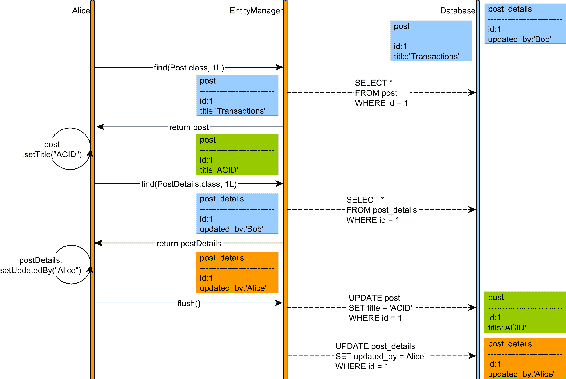 Alice
EntityManager
Database
post
id:1
title:'Transactions'
post_details
id:1
updated_by:'Bob'
find(Post.class, 1L)
post
id:1
title:'Transactions'
SELECT *
FROM post
WHERE id = 1
return post
post.
setTitle("ACID")
post
id:1
title:'ACID'
find(PostDetails.class, 1L)
post_details
id:1
updated_by:'Bob'
SELECT *
FROM post_details
WHERE id = 1
return postDetails
postDetails.
setUpdatedBy("Alice")
post_details
id:1
updated_by:'Alice'
flush()
UPDATE post
SET title = 'ACID'
WHERE id = 1
post
id:1
title:'ACID'
UPDATE post_details
SET updated_by = Alice
WHERE id = 1
post_details
id:1
updated_by:'Alice'